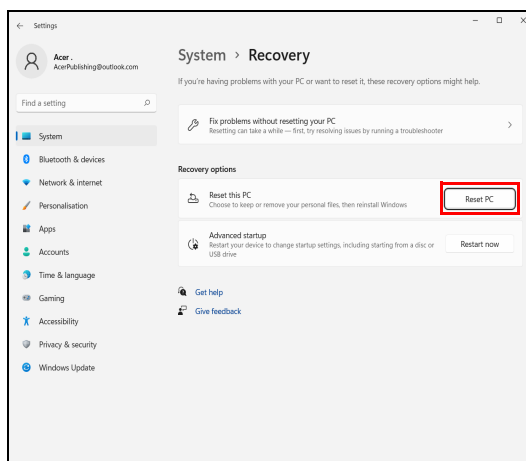 Settings
Acer .
AcerPublishing@outlook.com
Find a setting
System
Bluetooth & devices
Network & internet
Personalisation
Apps
Accounts
Time & language
Gaming
Accessibility
Privacy & security
Windows Update
System > Recovery
If you're having problems with your PC or want to reset it, these recovery options might help.
Fix problems without resetting your PC
Resetting can take a while — first, try resolving issues by running a troubleshooter
Recovery options
Reset this PC
Choose to keep or remove your personal files, then reinstall Windows
Reset PC
Advanced startup
Restart your device to change startup settings, including starting from a disc or
USB drive
Restart now
Get help
Give feedback